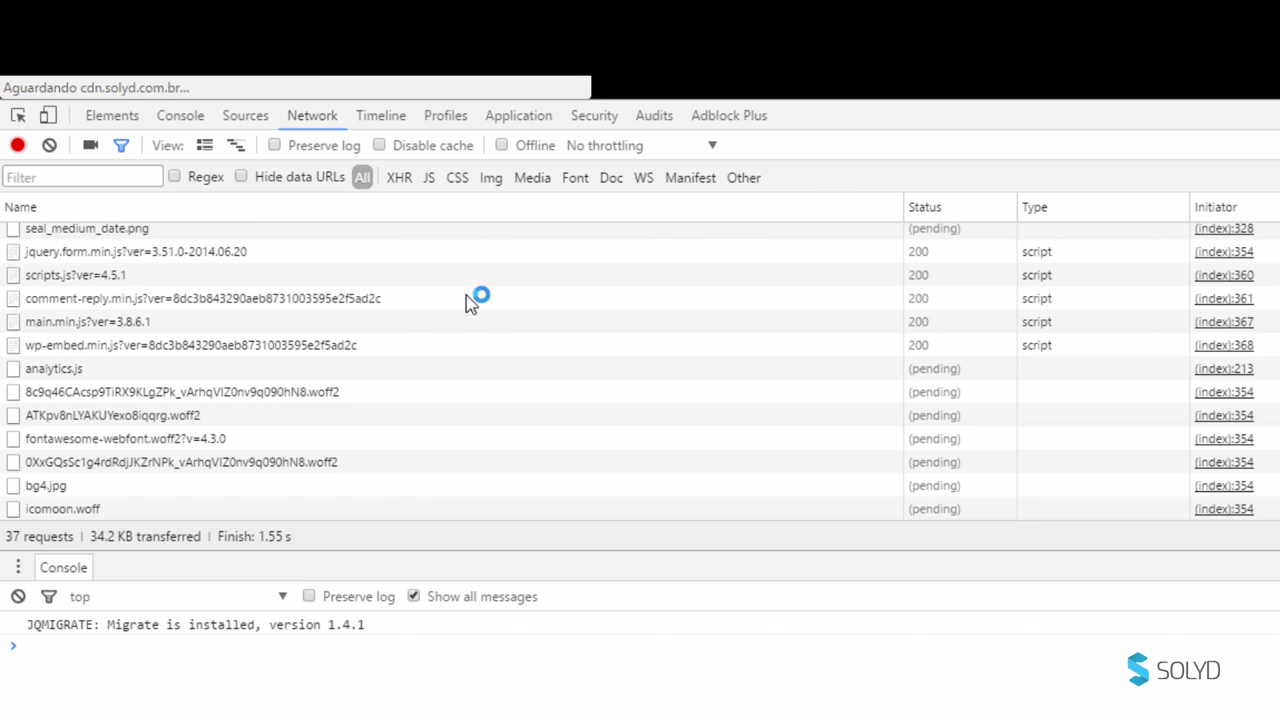 Aguardando cdn.solyd.com.br...
Elements Console Sources Network Timeline Profiles Application Security Audits Adblock Plus
View: Preserve log Disable cache Offline No throttling
Filter Regex Hide data URLs All XHR JS CSS Img Media Font Doc WS Manifest Other
Name Status Type Initiator
seal_medium_date.png (pending) (index):328
jquery.form.min.js?ver=3.51.0-2014.06.20 200 script (index):354
scripts.js?ver=4.5.1 200 script (index):360
comment-reply.min.js?ver=8dc3b843290aeb8731003595e2f5ad2c 200 script (index):361
main.min.js?ver=3.8.6.1 200 script (index):367
wp-embed.min.js?ver=8dc3b843290aeb8731003595e2f5ad2c 200 script (index):368
analytics.js (pending) (index):213
8c9q46CAcsp9TiRX9KLgZPk_vArhqVIZ0nv9q090hN8.woff2 (pending) (index):354
ATKpv8nLYAKUYexo8iqqrg.woff2 (pending) (index):354
fontawesome-webfont.woff2?v=4.3.0 (pending) (index):354
0XxGQsSc1g4rdRdjJKZrNPk_vArhqVIZ0nv9q090hN8.woff2 (pending) (index):354
bg4.jpg (pending) (index):354
icomoon.woff (pending) (index):354
37 requests | 34.2 KB transferred | Finish: 1.55 s
Console
top Preserve log Show all messages
JQMIGRATE: Migrate is installed, version 1.4.1
SOLYD